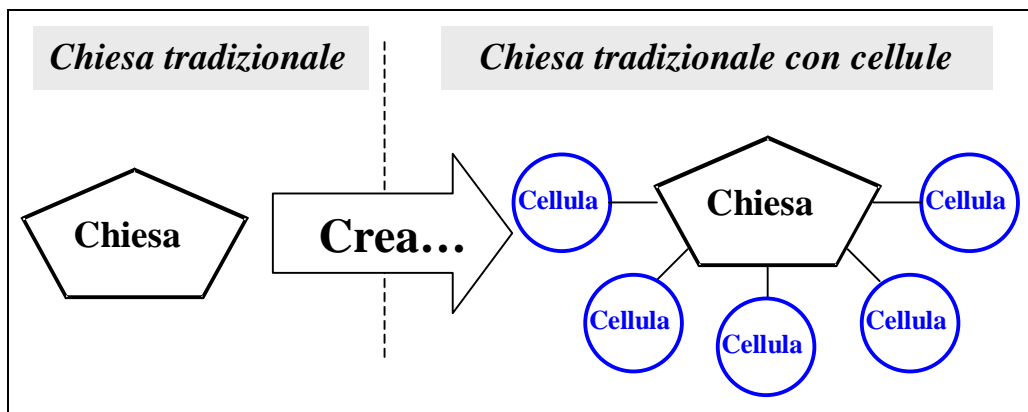 Chiesa tradizionale
Chiesa tradizionale con cellule
Chiesa
Crea…
Cellula
Chiesa
Cellula
Cellula
Cellula
Cellula